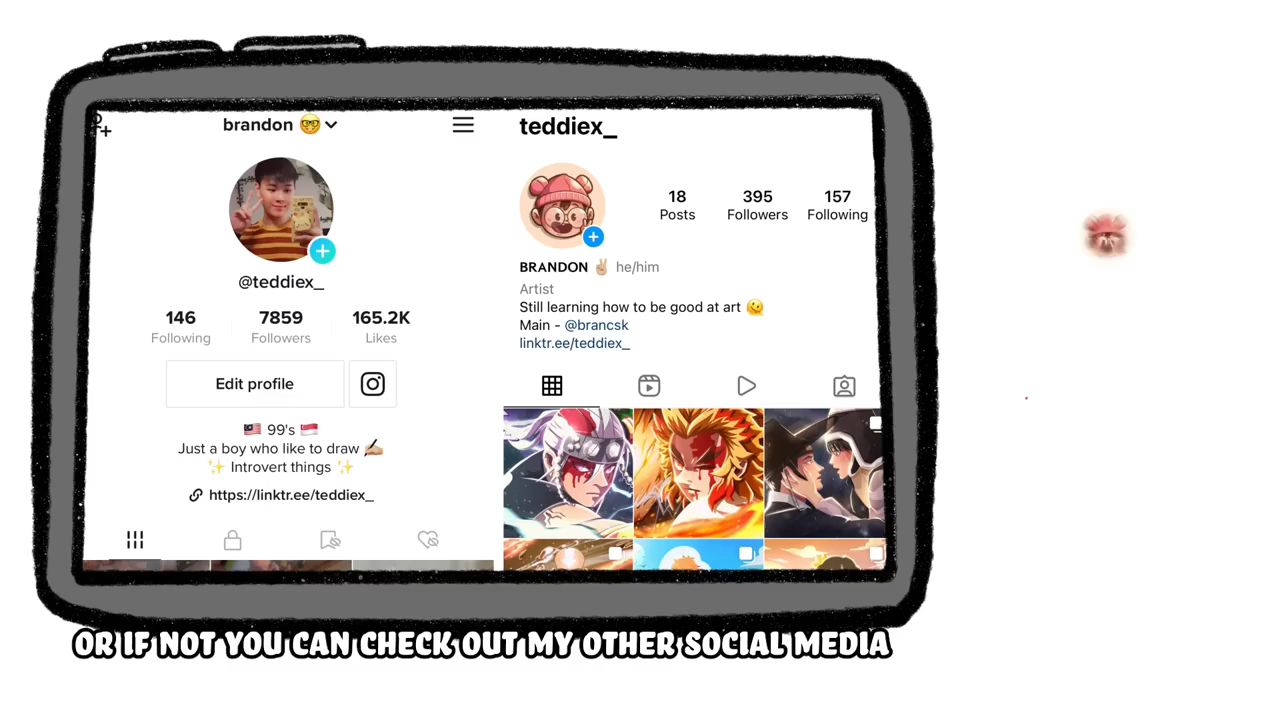 brandon 🤓
@teddiex_
146 7859 165.2K
Following Followers Likes
Edit profile
🇲🇾 99's 🇸🇬
Just a boy who like to draw ✍🏼
✨ Introvert things ✨
https://linktr.ee/teddiex_
teddiex_
18 395 157
Posts Followers Following
BRANDON ✌🏼 he/him
Artist
Still learning how to be good at art 🫠
Main - @brancsk
linktr.ee/teddiex_
OR IF NOT YOU CAN CHECK OUT MY OTHER SOCIAL MEDIA